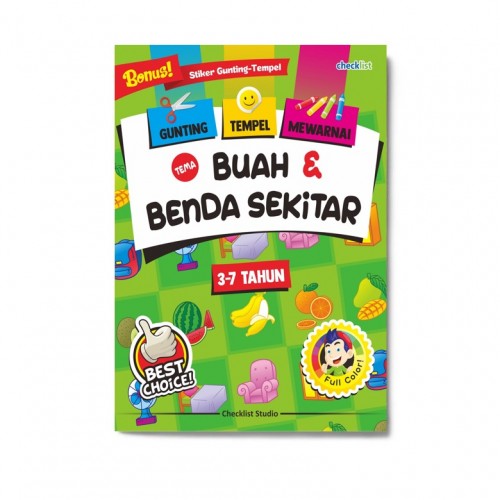 Bonus!
Stiker Gunting-Tempel
checklist
GUNTING
TEMPEL
MEWARNAI
TEMA
BUAH &
BENDA SEKITAR
3-7 TAHUN
BEST
CHOICE!
Full Color!
Checklist Studio